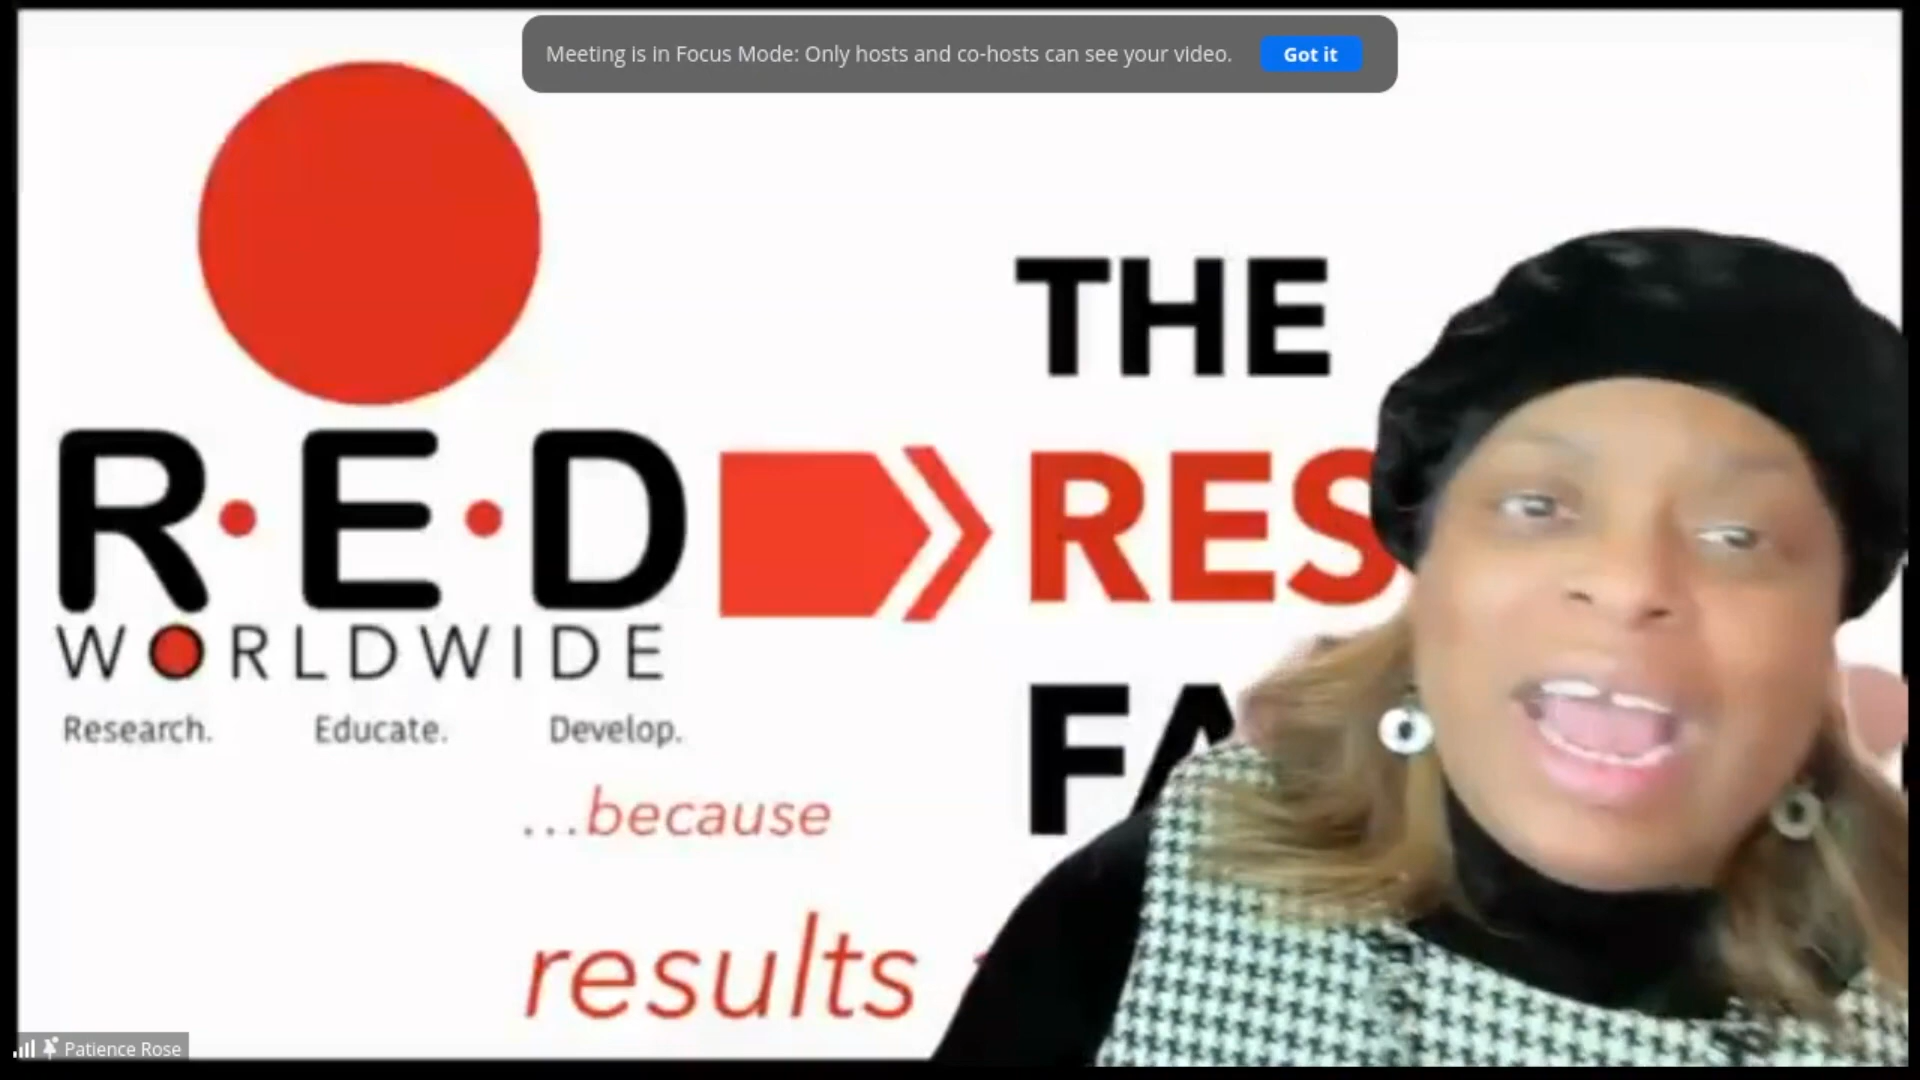 Meeting is in Focus Mode: Only hosts and co-hosts can see your video.
Got it
R.E.D
WORLDWIDE
Research. Educate. Develop.
...because
results
THE
RES
FA
Patience Rose